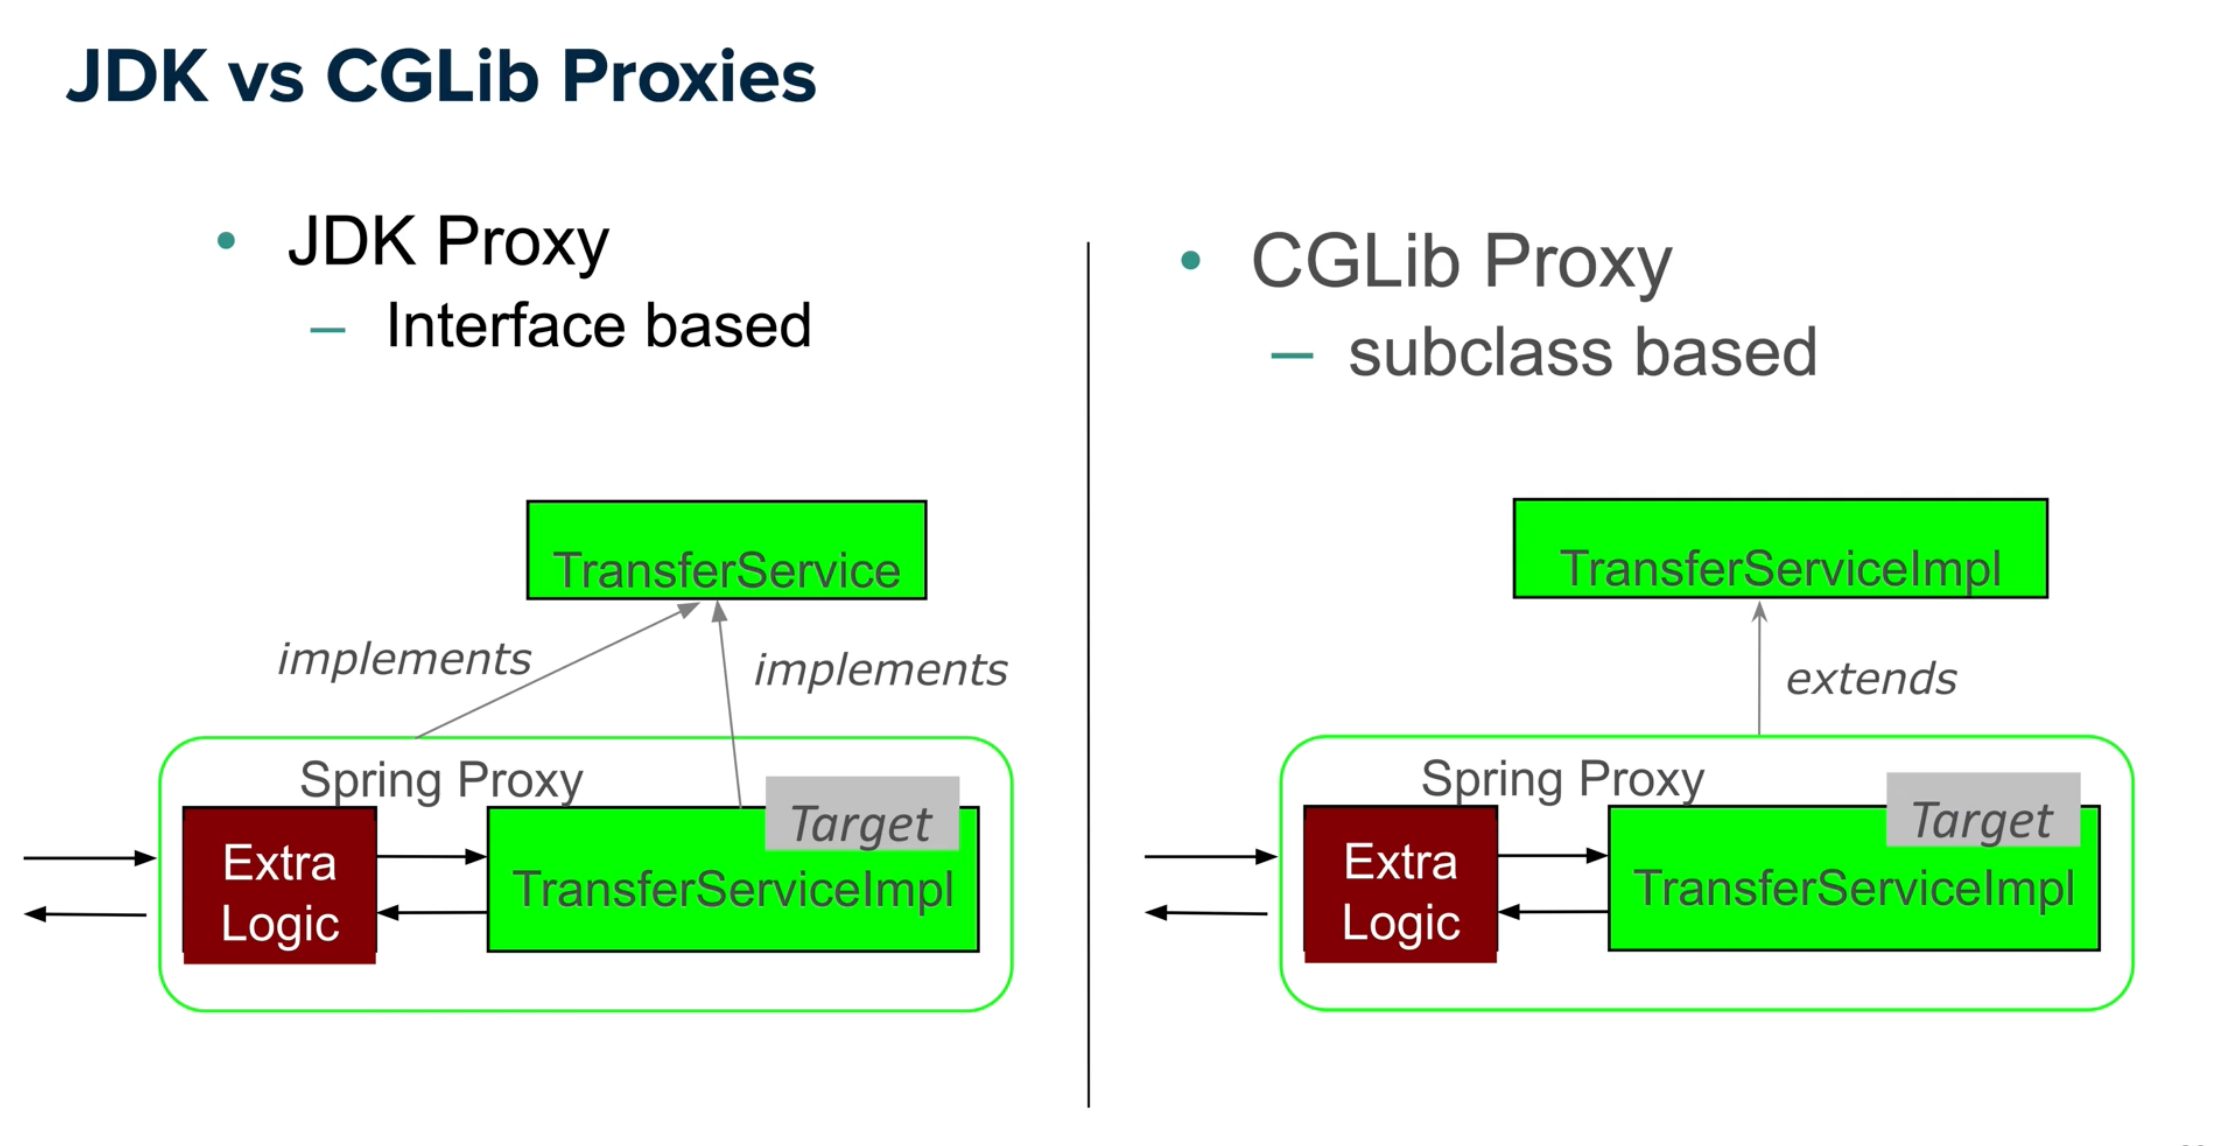 JDK vs CGLib Proxies
• JDK Proxy
– Interface based
TransferService
implements
implements
Spring Proxy
Target
Extra
Logic
TransferServiceImpl
• CGLib Proxy
– subclass based
TransferServiceImpl
extends
Spring Proxy
Target
Extra
Logic
TransferServiceImpl